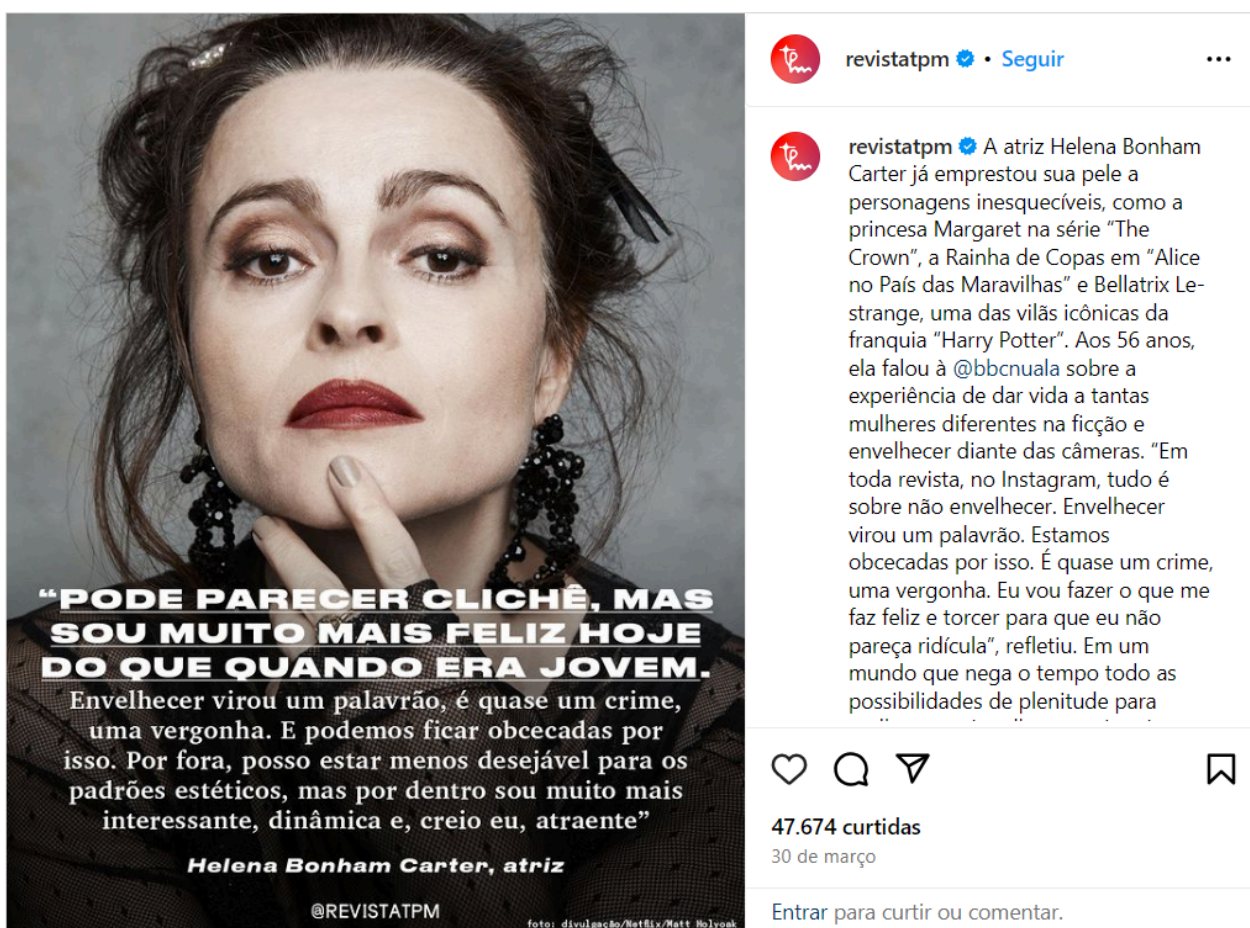 “PODE PARECER CLICHÊ, MAS
SOU MUITO MAIS FELIZ HOJE
DO QUE QUANDO ERA JOVEM.
Envelhecer virou um palavrão, é quase um crime,
uma vergonha. E podemos ficar obcecadas por
isso. Por fora, posso estar menos desejável para os
padrões estéticos, mas por dentro sou muito mais
interessante, dinâmica e, creio eu, atraente”
Helena Bonham Carter, atriz
@REVISTATPM
foto: divulgação/Netflix/Matt Holyoak
tpm
revistatpm • Seguir
tpm
revistatpm A atriz Helena Bonham
Carter já emprestou sua pele a
personagens inesquecíveis, como a
princesa Margaret na série “The
Crown”, a Rainha de Copas em “Alice
no País das Maravilhas” e Bellatrix Le-
strange, uma das vilãs icônicas da
franquia “Harry Potter”. Aos 56 anos,
ela falou à @bbcnuala sobre a
experiência de dar vida a tantas
mulheres diferentes na ficção e
envelhecer diante das câmeras. “Em
toda revista, no Instagram, tudo é
sobre não envelhecer. Envelhecer
virou um palavrão. Estamos
obcecadas por isso. É quase um crime,
uma vergonha. Eu vou fazer o que me
faz feliz e torcer para que eu não
pareça ridícula”, refletiu. Em um
mundo que nega o tempo todo as
possibilidades de plenitude para
47.674 curtidas
30 de março
Entrar para curtir ou comentar.